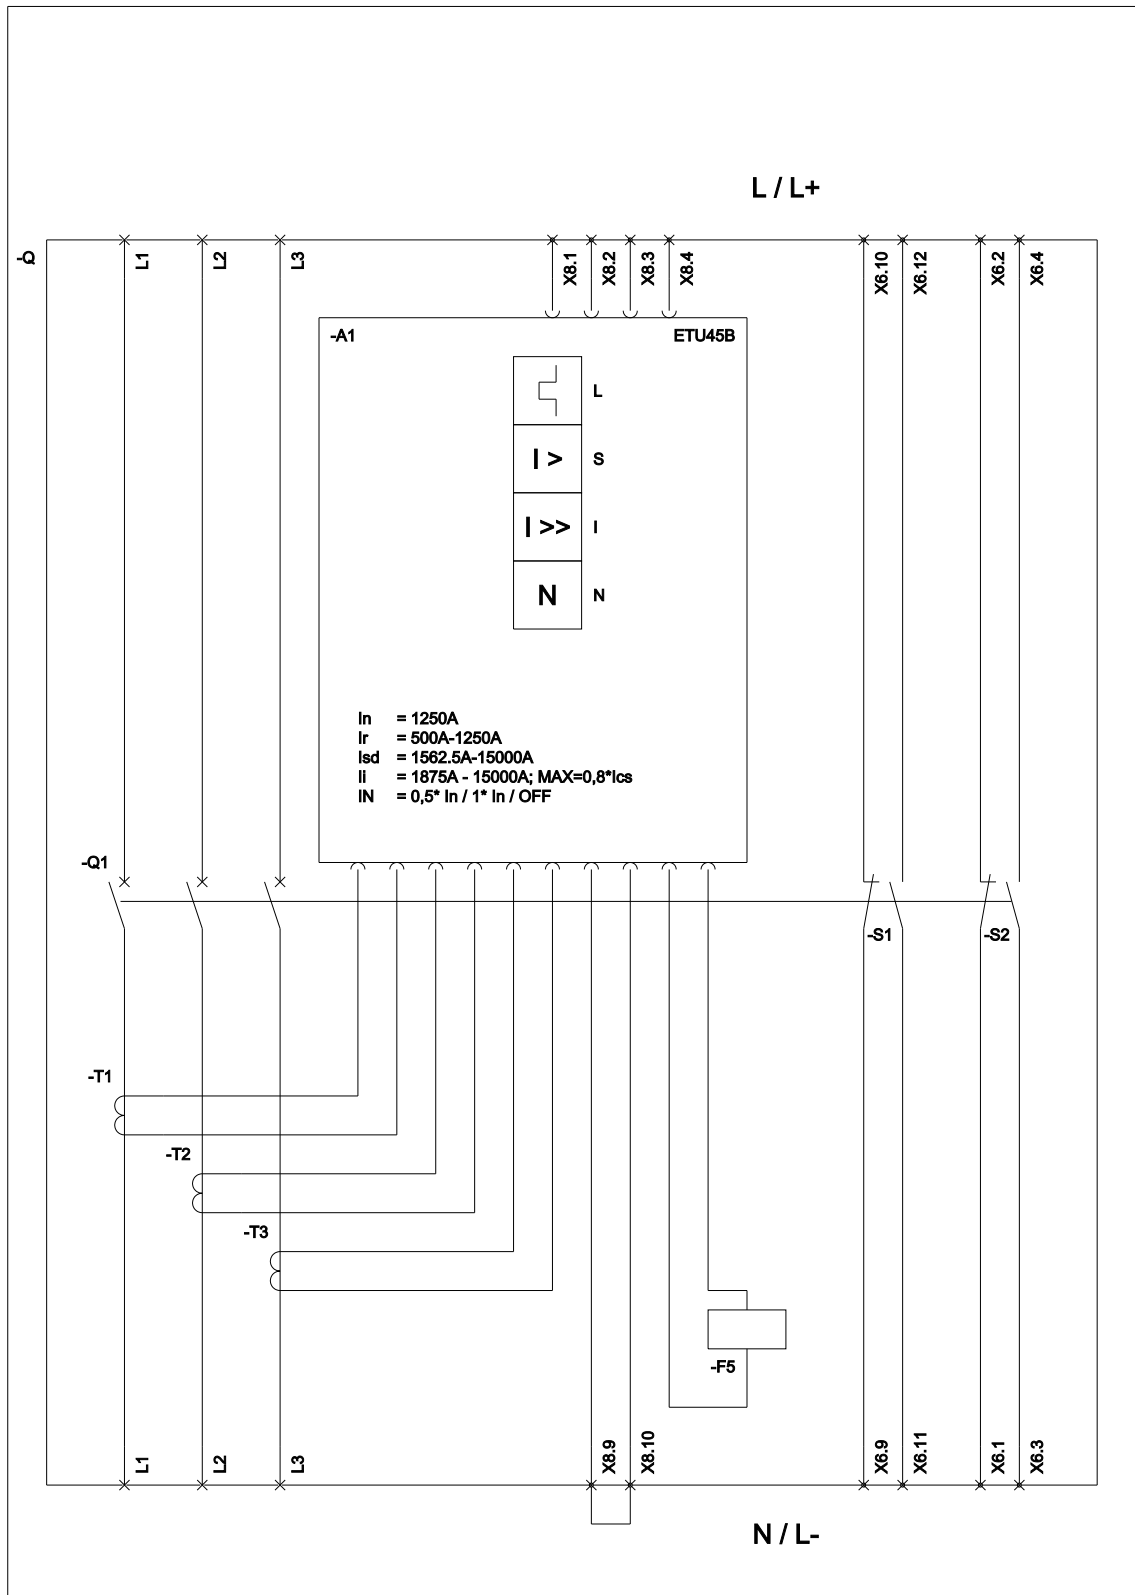 L / L+
-Q
L1
L2
L3
X8.1
X8.2
X8.3
X8.4
X6.10
X6.12
X6.2
X6.4
-A1
ETU45B
L
I >
S
I >>
I
N
N
In = 1250A
Ir = 500A-1250A
Isd = 1562.5A-15000A
Ii = 1875A - 15000A; MAX=0,8*Ics
IN = 0,5* In / 1* In / OFF
-Q1
-S1
-S2
-T1
-T2
-T3
-F5
L1
L2
L3
X8.9
X8.10
X6.9
X6.11
X6.1
X6.3
N / L-